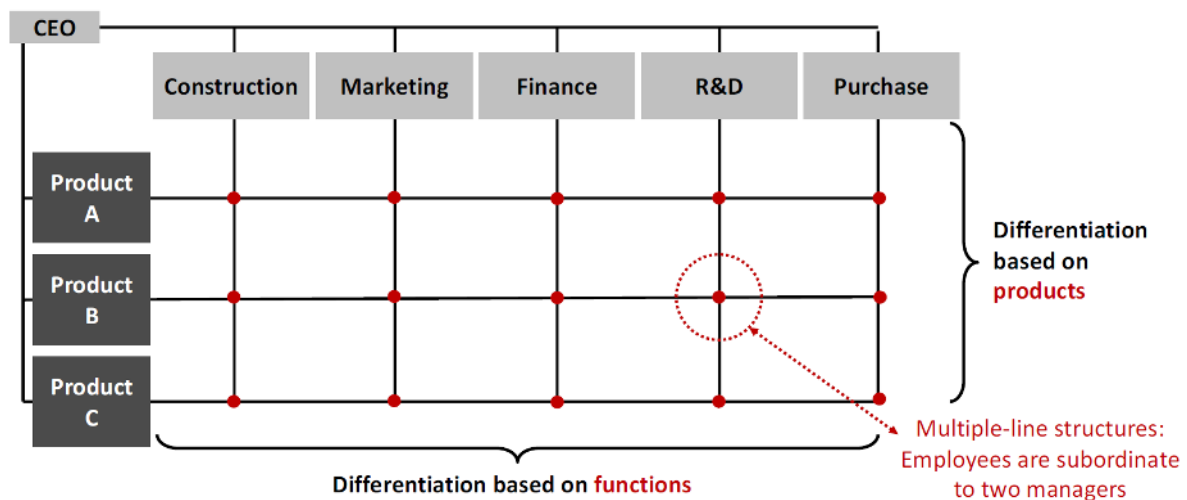 CEO
Construction
Marketing
Finance
R&D
Purchase
Product
A
Product
B
Product
C
Differentiation
based on
products
Multiple-line structures:
Employees are subordinate
to two managers
Differentiation based on functions